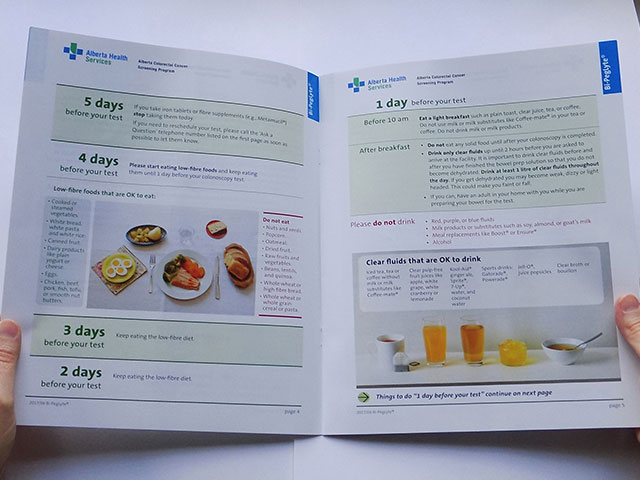 Alberta Health
Services
Alberta Colorectal Cancer
Screening Program
Bi-Peglyte®
5 days
before your test
If you take iron tablets or fibre supplements (e.g., Metamucil®)
stop taking them today.
If you need to reschedule your test, please call the 'Ask a
Question' telephone number listed on the first page as soon as
possible to let them know.
4 days
before your test
Please start eating low-fibre foods and keep eating
them until 1 day before your colonoscopy test.
Low-fibre foods that are OK to eat:
• Cooked or
steamed
vegetables.
• White bread,
white pasta
and white rice.
• Canned fruit.
• Dairy products
like plain
yogurt or
cheese.
• Eggs.
• Chicken, beef,
pork, fish, tofu,
or smooth nut
butters.
Do not eat
• Nuts and seeds.
• Popcorn.
• Oatmeal.
• Dried fruit.
• Raw fruits and
vegetables.
• Beans, lentils,
and quinoa.
• Whole-wheat or
high fibre bread.
• Whole wheat or
whole grain
cereal or pasta.
3 days
before your test
Keep eating the low-fibre diet.
2 days
before your test
Keep eating the low-fibre diet.
page 4
Alberta Health
Services
Alberta Colorectal Cancer
Screening Program
Bi-Peglyte®
1 day before your test
Before 10 am
Eat a light breakfast such as plain toast, clear juice, tea, or coffee.
Do not use milk or milk substitutes like Coffee-mate® in your tea or
coffee. Do not drink milk or milk products
After breakfast
• Do not eat any solid food until after your colonoscopy is completed.
• Drink only clear fluids up until 2 hours before you are asked to
arrive at the facility. It is important to drink clear fluids before and
after you have finished the bowel prep solution so that you do not
become dehydrated. Drink at least 1 litre of clear fluids throughout
the day. If you get dehydrated you may become weak, dizzy or light
headed. This could make you faint or fall.
• If you can, have an adult in your home with you while you are
preparing your bowel for the test.
Please do not drink
• Red, purple, or blue fluids
• Milk products or substitutes such as soy, almond, or goat's milk
• Meal replacements like Boost® or Ensure®
• Alcohol
Clear fluids that are OK to drink
Iced tea, tea or
coffee without
milk or milk
substitutes like
Coffee-mate®
Clear pulp-free
fruit juices like
apple, white
grape, white
cranberry or
lemonade
Kool-Aid®
ginger ale,
Sprite®
7-Up®
water, and
coconut
water
Sports drinks:
Gatorade®
Powerade®
Jell-O®,
juice popsicles
Clear broth or
bouillon
Things to do "1 day before your test" continue on next page
page 5